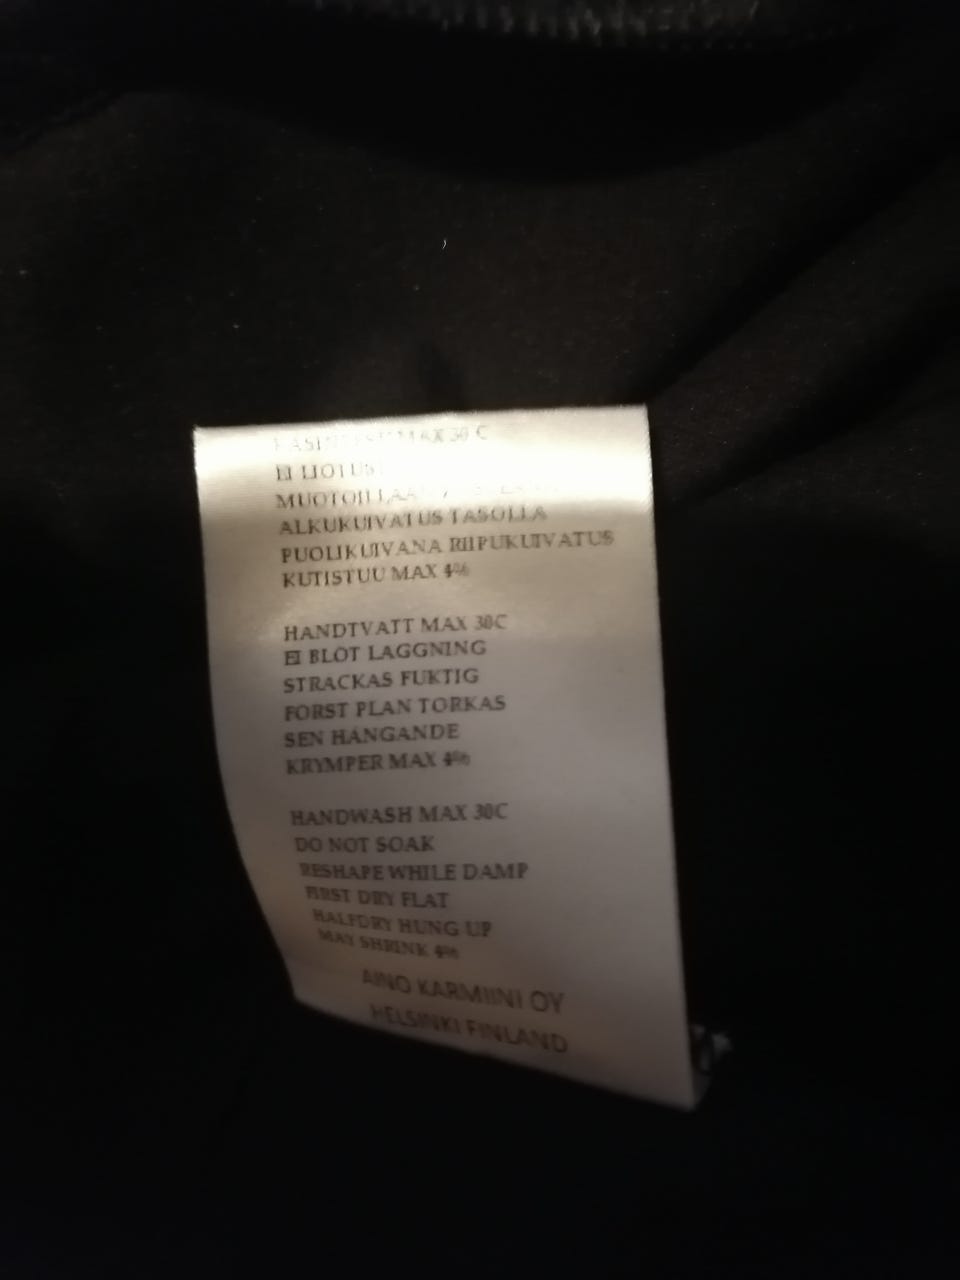 MAX 30 C
EI LIOTUST
MUOTOILLAAN
ALKUKUIVATUS TASOLLA
PUOLIKUIVANA RIIPUKUIVATUS
KUTISTUU MAX 4%
HANDTVATT MAX 30C
EJ BLOT LAGGNING
STRACKAS FUKTIG
FORST PLAN TORKAS
SEN HANGANDE
KRYMPER MAX 4%
HANDWASH MAX 30C
DO NOT SOAK
RESHAPE WHILE DAMP
FIRST DRY FLAT
HALFDRY HUNG UP
MAY SHRINK 4%
AINO KARMIINI OY
HELSINKI FINLAND